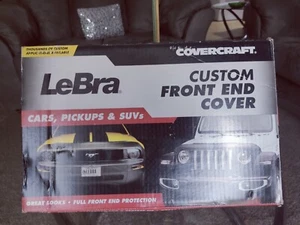 COVERCRAFT
LeBra
CUSTOM
FRONT END
COVER
CARS, PICKUPS & SUVs
GREAT LOOKS • FULL FRONT END PROTECTION